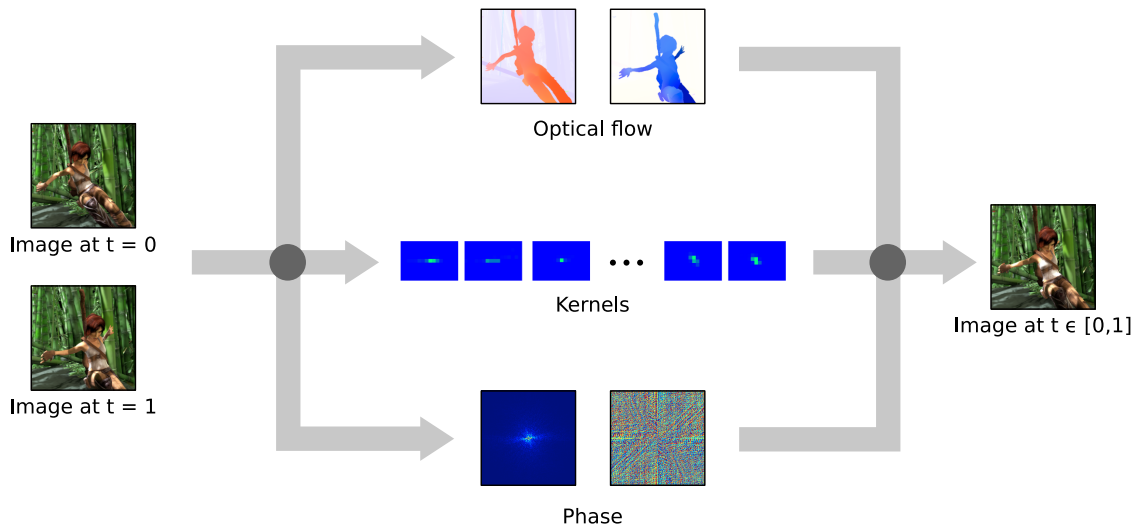 Optical flow
Image at t = 0
Kernels
Image at t = 1
Image at t ϵ [0,1]
Phase